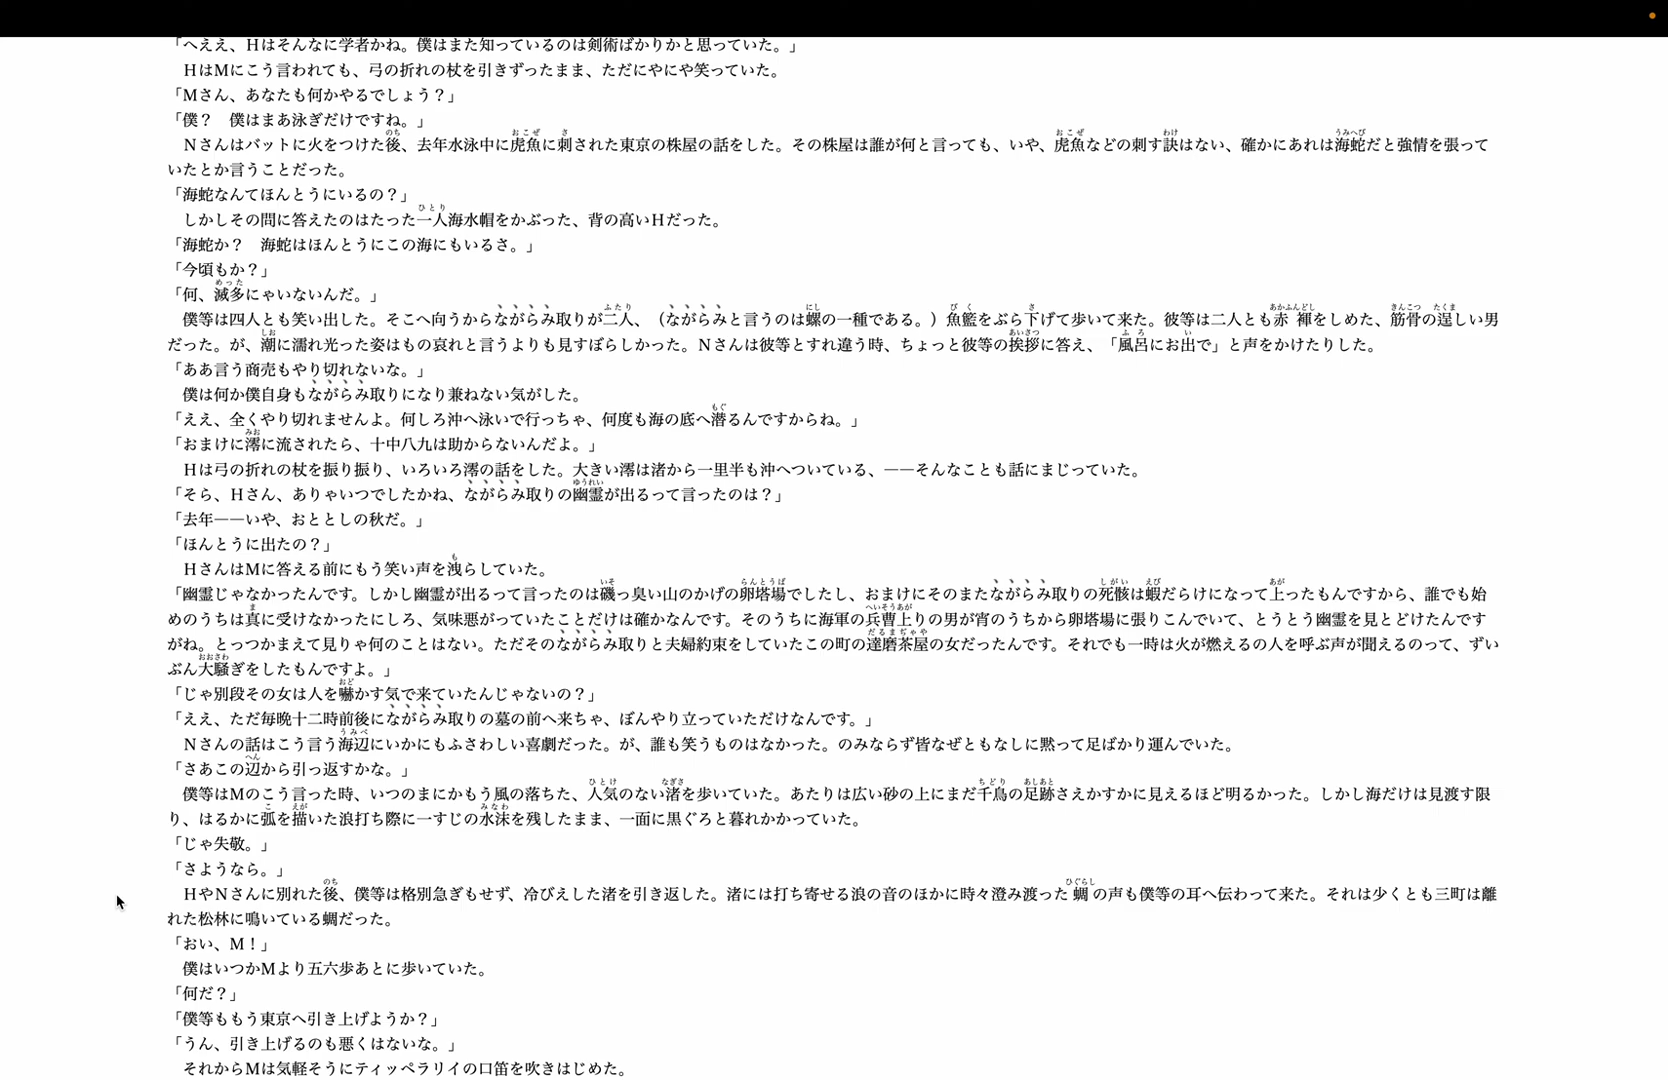 「へええ、Hはそんなに学者かね。僕はまた知っているのは剣術ばかりかと思っていた。」
　HはMにこう言われても、弓の折れの杖を引きずったまま、ただにやにや笑っていた。
「Mさん、あなたも何かやるでしょう？」
「僕？　僕はまあ泳ぎだけですね。」
　Nさんはバットに火をつけた後、去年水泳中に虎魚に刺された東京の株屋の話をした。その株屋は誰が何と言っても、いや、虎魚などの刺す訣はない、確かにあれは海蛇だと強情を張って
いたとか言うことだった。
「海蛇なんてほんとうにいるの？」
　しかしその問に答えたのはたった一人海水帽をかぶった、背の高いHだった。
「海蛇か？　海蛇はほんとうにこの海にもいるさ。」
「今頃もか？」
「何、滅多にゃいないんだ。」
　僕等は四人とも笑い出した。そこへ向うからながらみ取りが二人、（ながらみと言うのは螺の一種である。）魚籃をぶら下げて歩いて来た。彼等は二人とも赤褌をしめた、筋骨の逞しい男
だった。が、潮に濡れ光った姿はもの哀れと言うよりも見すぼらしかった。Nさんは彼等とすれ違う時、ちょっと彼等の挨拶に答え、「風呂にお出で」と声をかけたりした。
「ああ言う商売もやり切れないな。」
　僕は何か僕自身もながらみ取りになり兼ねない気がした。
「ええ、全くやり切れませんよ。何しろ沖へ泳いで行っちゃ、何度も海の底へ潜るんですからね。」
「おまけに澪に流されたら、十中八九は助からないんだよ。」
　Hは弓の折れの杖を振り振り、いろいろ澪の話をした。大きい澪は渚から一里半も沖へついている、――そんなことも話にまじっていた。
「そら、Hさん、ありゃいつでしたかね、ながらみ取りの幽霊が出るって言ったのは？」
「去年――いや、おととしの秋だ。」
「ほんとうに出たの？」
　HさんはMに答える前にもう笑い声を洩らしていた。
「幽霊じゃなかったんです。しかし幽霊が出るって言ったのは磯っ臭い山のかげの卵塔場でしたし、おまけにそのまたながらみ取りの死骸は蝦だらけになって上ったもんですから、誰でも始
めのうちは真に受けなかったにしろ、気味悪がっていたことだけは確かなんです。そのうちに海軍の兵曹上りの男が宵のうちから卵塔場に張りこんでいて、とうとう幽霊を見とどけたんです
がね。とっつかまえて見りゃ何のことはない。ただそのながらみ取りと夫婦約束をしていたこの町の達磨茶屋の女だったんです。それでも一時は火が燃えるの人を呼ぶ声が聞えるのって、ずい
ぶん大騒ぎをしたもんですよ。」
「じゃ別段その女は人を嚇かす気で来ていたんじゃないの？」
「ええ、ただ毎晩十二時前後にながらみ取りの墓の前へ来ちゃ、ぼんやり立っていただけなんです。」
　Nさんの話はこう言う海辺にいかにもふさわしい喜劇だった。が、誰も笑うものはなかった。のみならず皆なぜともなしに黙って足ばかり運んでいた。
「さあこの辺から引っ返すかな。」
　僕等はMのこう言った時、いつのまにかもう風の落ちた、人気のない渚を歩いていた。あたりは広い砂の上にまだ千鳥の足跡さえかすかに見えるほど明るかった。しかし海だけは見渡す限
り、はるかに弧を描いた浪打ち際に一すじの水沫を残したまま、一面に黒ぐろと暮れかかっていた。
「じゃ失敬。」
「さようなら。」
　HやNさんに別れた後、僕等は格別急ぎもせず、冷びえした渚を引き返した。渚には打ち寄せる浪の音のほかに時々澄み渡った蜩の声も僕等の耳へ伝わって来た。それは少くとも三町は離
れた松林に鳴いている蜩だった。
「おい、M！」
　僕はいつかMより五六歩あとに歩いていた。
「何だ？」
「僕等ももう東京へ引き上げようか？」
「うん、引き上げるのも悪くはないな。」
　それからMは気軽そうにティッペラリイの口笛を吹きはじめた。